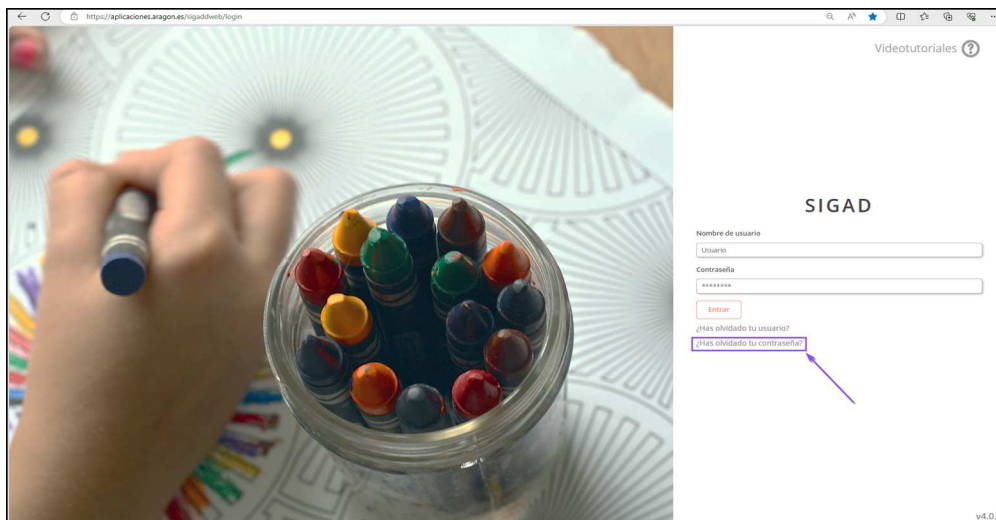 https://aplicaciones.aragon.es/sigaddweb/login
Videotutoriales ?
SIGAD
Nombre de usuario
Usuario
Contraseña
********
Entrar
¿Has olvidado tu usuario?
¿Has olvidado tu contraseña?
v4.0.